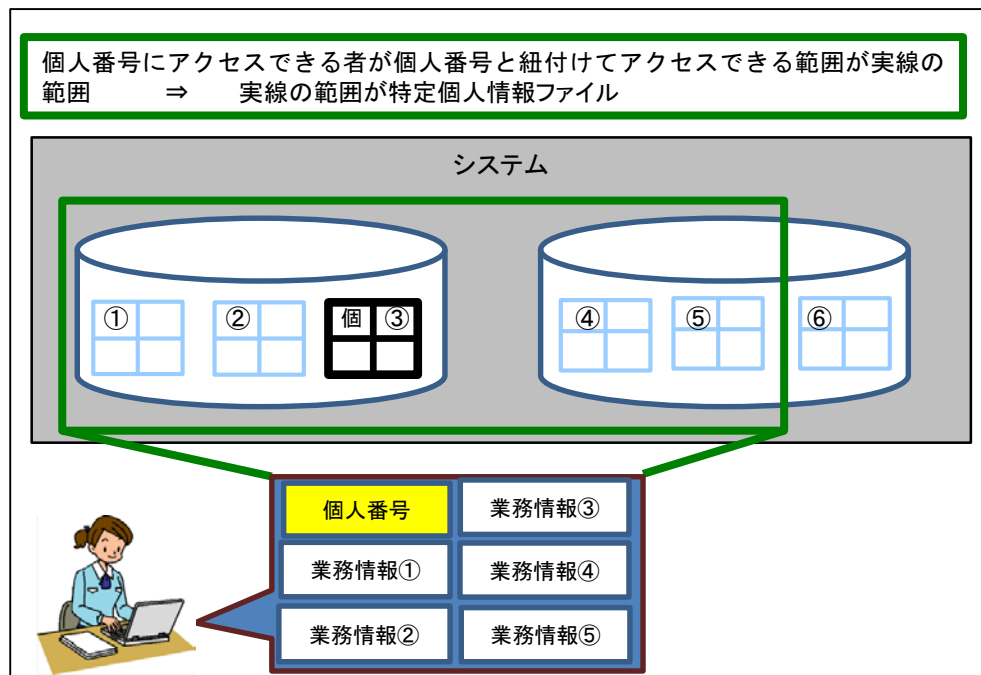 個人番号にアクセスできる者が個人番号と紐付けてアクセスできる範囲が実線の
範囲　　　⇒　　実線の範囲が特定個人情報ファイル
システム
① ② 個 ③ ④ ⑤ ⑥
個人番号 業務情報③
業務情報① 業務情報④
業務情報② 業務情報⑤